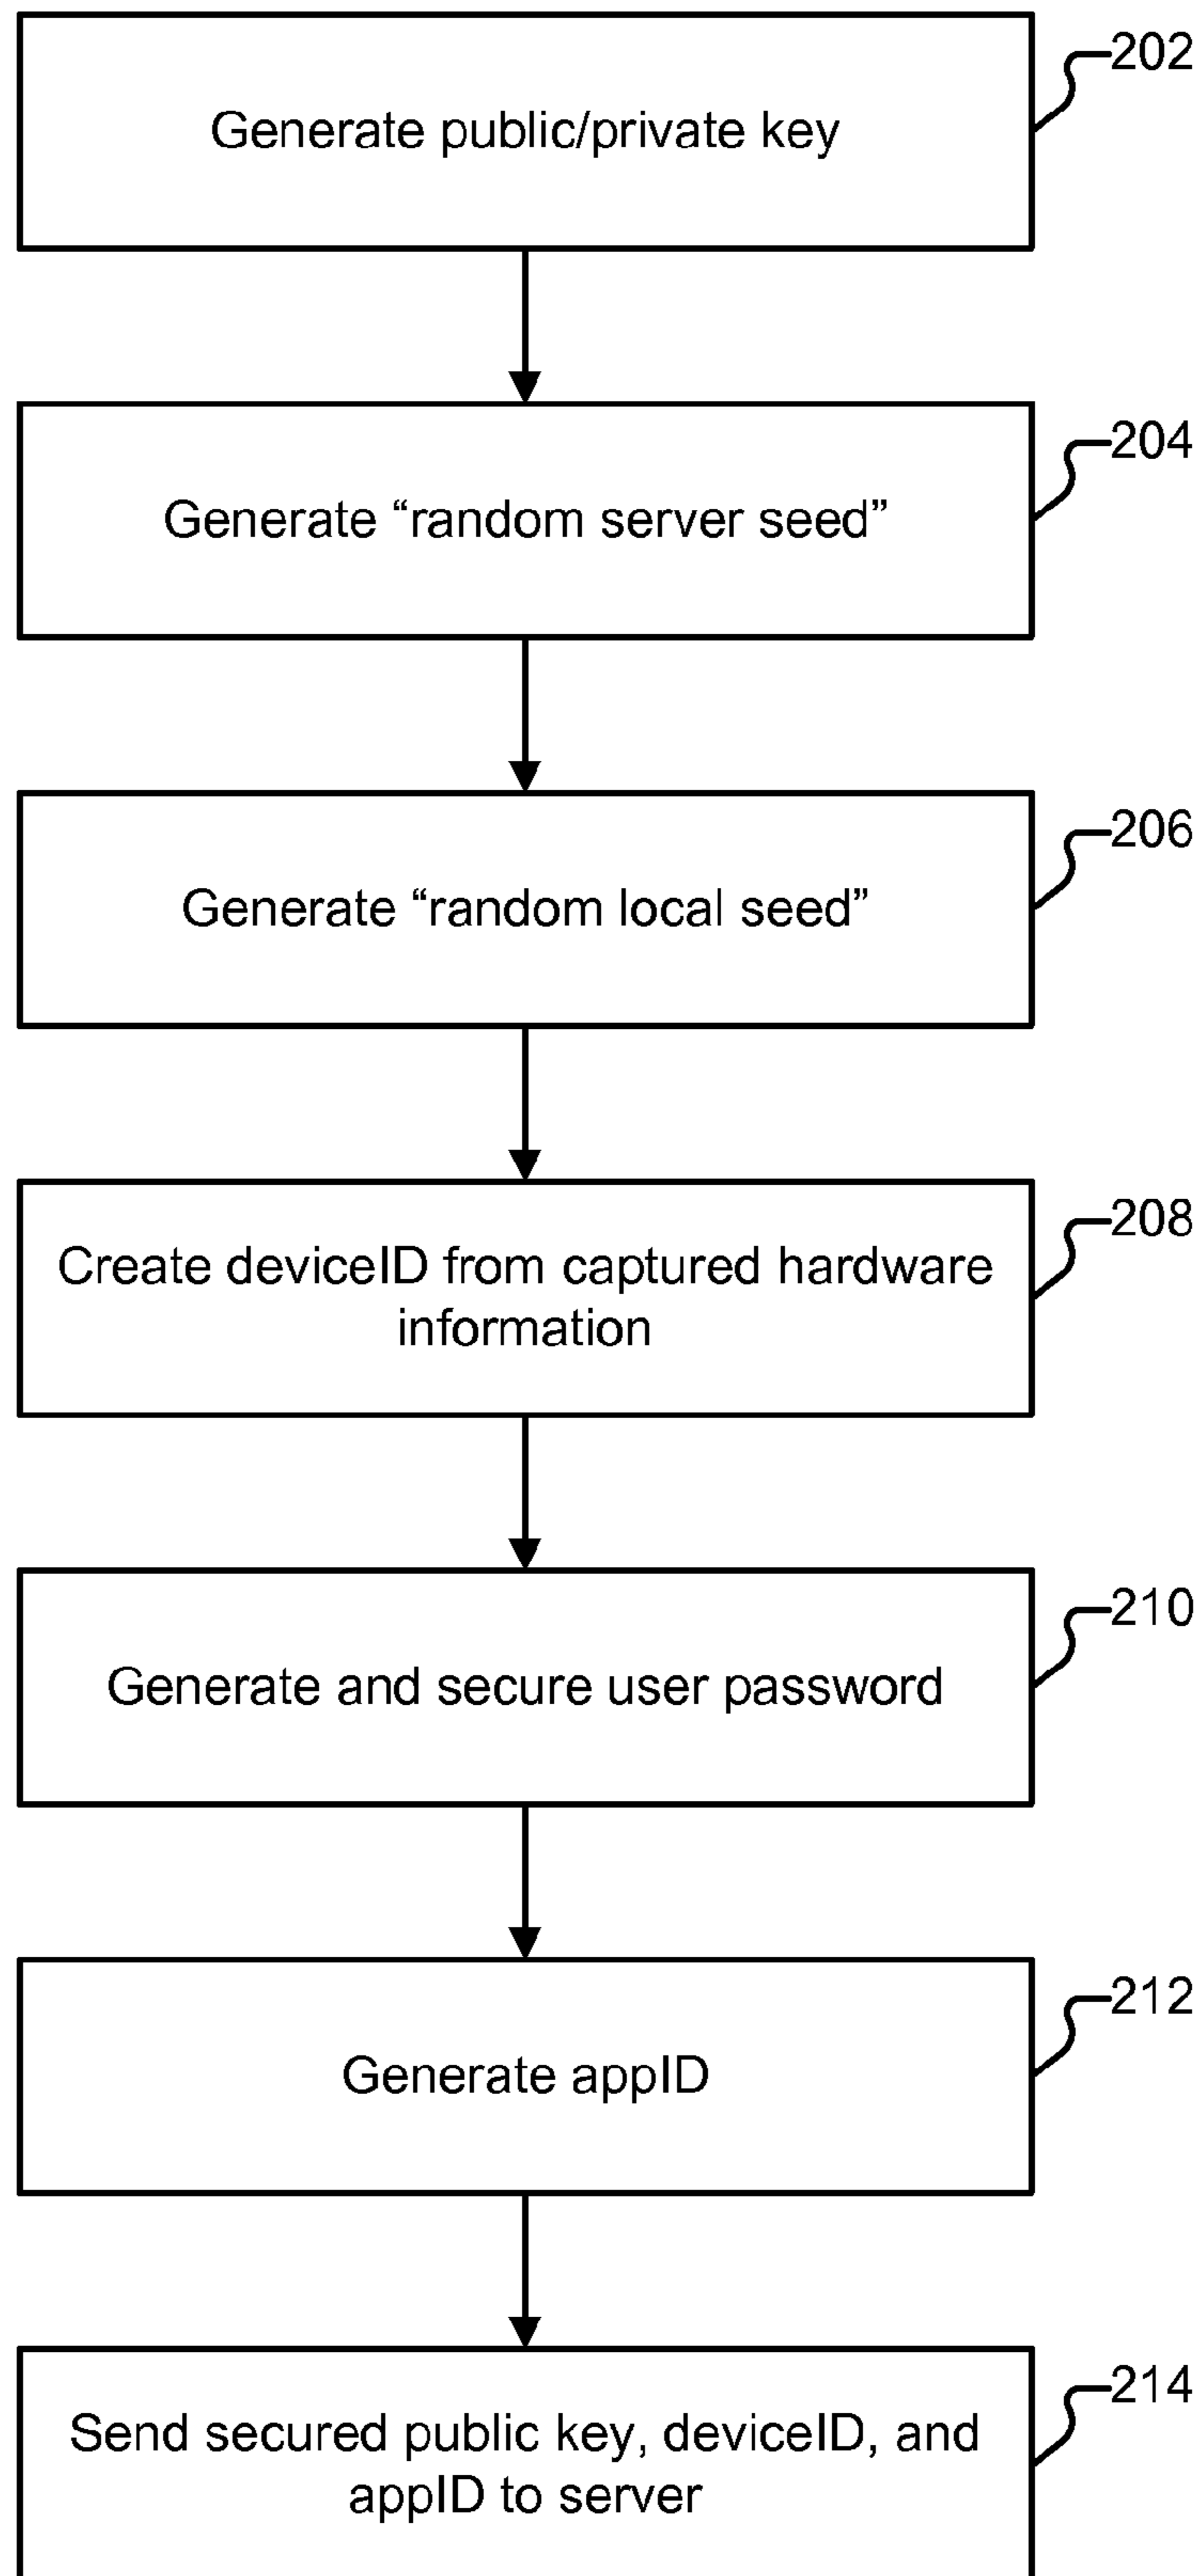 Generate public/private key
202
Generate “random server seed”
204
Generate “random local seed”
206
Create deviceID from captured hardware
information
208
Generate and secure user password
210
Generate appID
212
Send secured public key, deviceID, and
appID to server
214